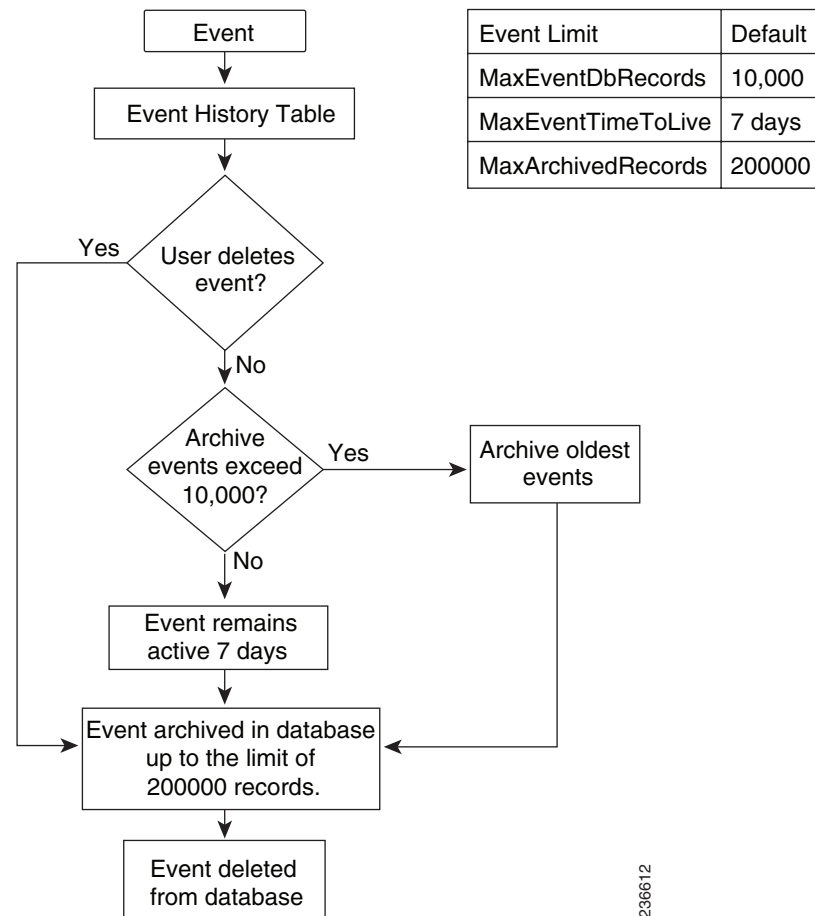 Event
Event History Table
Yes
User deletes
event?
No
Archive
events exceed
10,000?
Yes
Archive oldest
events
No
Event remains
active 7 days
Event archived in database
up to the limit of
200000 records.
Event deleted
from database
Event Limit Default
MaxEventDbRecords 10,000
MaxEventTimeToLive 7 days
MaxArchivedRecords 200000
236612